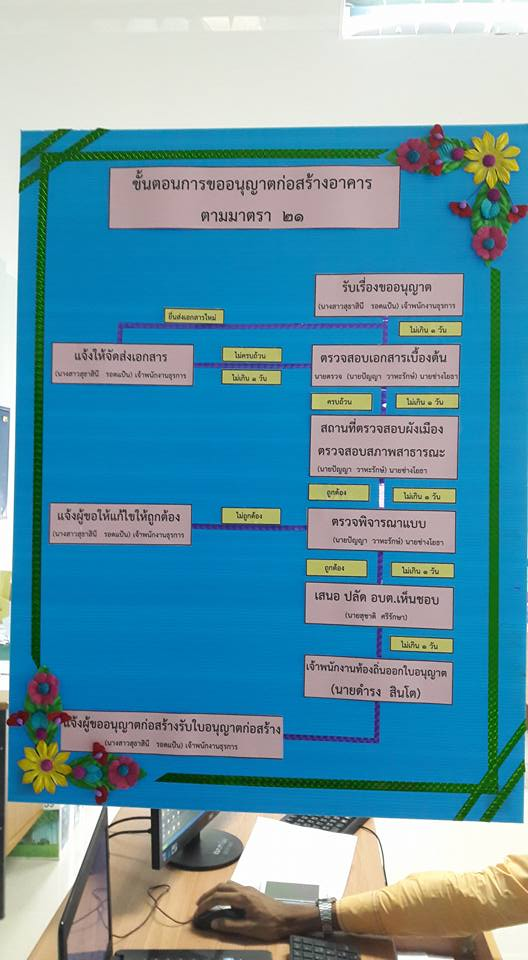 ขั้นตอนการขออนุญาตก่อสร้างอาคาร
ตามมาตรา ๒๑
รับเรื่องขออนุญาต
(นางสาวสุธาสินี รอดแป้น) เจ้าพนักงานธุรการ
ยื่นส่งเอกสารใหม่
ไม่เกิน ๑ วัน
แจ้งให้จัดส่งเอกสาร
(นางสาวสุธาสินี รอดแป้น) เจ้าพนักงานธุรการ
ไม่ครบถ้วน
ไม่เกิน ๑ วัน
ตรวจสอบเอกสารเบื้องต้น
นายตรวจ (นายปัญญา วาหะรักษ์) นายช่างโยธา
ครบถ้วน
ไม่เกิน ๑ วัน
สถานที่ตรวจสอบผังเมือง
ตรวจสอบสภาพสาธารณะ
(นายปัญญา วาหะรักษ์) นายช่างโยธา
ถูกต้อง
ไม่เกิน ๑ วัน
แจ้งผู้ขอให้แก้ไขให้ถูกต้อง
(นางสาวสุธาสินี รอดแป้น) เจ้าพนักงานธุรการ
ไม่ถูกต้อง
ตรวจพิจารณาแบบ
(นายปัญญา วาหะรักษ์) นายช่างโยธา
ถูกต้อง
ไม่เกิน ๑ วัน
เสนอ ปลัด อบต.เห็นชอบ
(นายสุชาติ ศรีรักษา)
ไม่เกิน ๑ วัน
เจ้าพนักงานท้องถิ่นออกใบอนุญาต
(นายดำรง สินโต)
แจ้งผู้ขออนุญาตก่อสร้างรับใบอนุญาตก่อสร้าง
(นางสาวสุธาสินี รอดแป้น) เจ้าพนักงานธุรการ